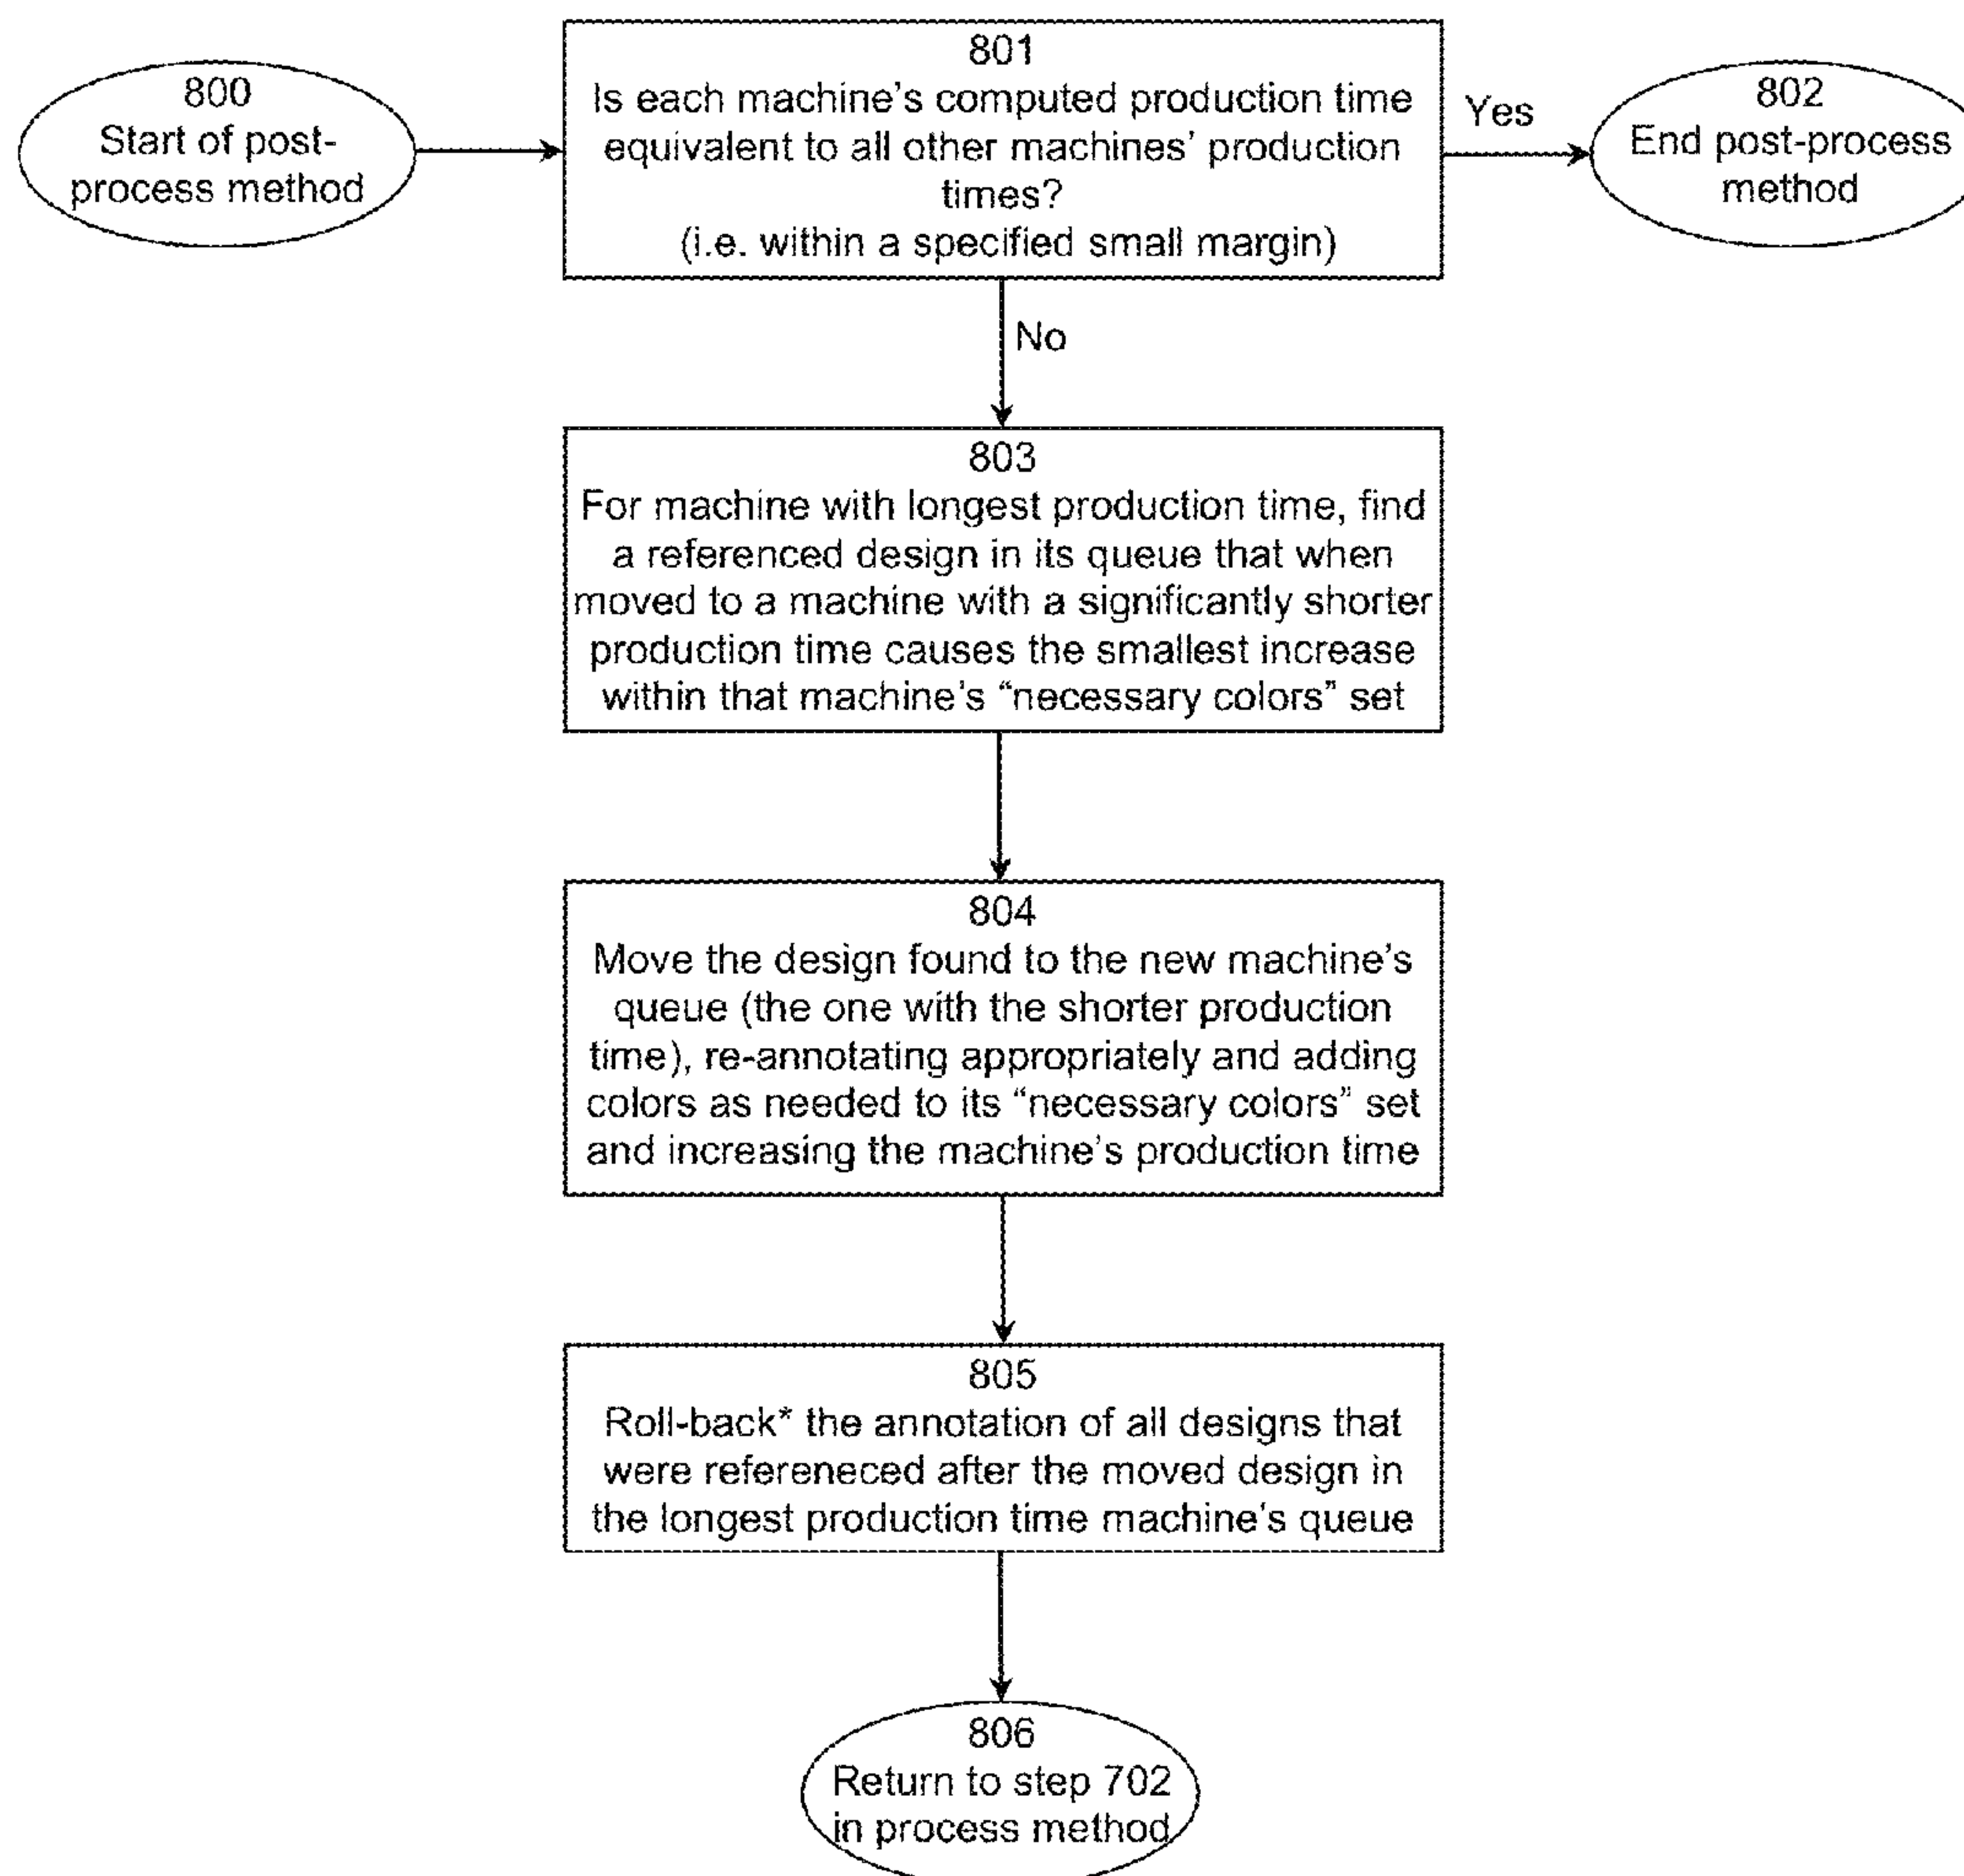 800
Start of post-
process method
801
Is each machine's computed production time
equivalent to all other machines' production
times?
(i.e. within a specified small margin)
Yes
802
End post-process
method
No
803
For machine with longest production time, find
a referenced design in its queue that when
moved to a machine with a significantly shorter
production time causes the smallest increase
within that machine's “necessary colors” set
804
Move the design found to the new machine's
queue (the one with the shorter production
time), re-annotating appropriately and adding
colors as needed to its “necessary colors” set
and increasing the machine's production time
805
Roll-back* the annotation of all designs that
were refereneced after the moved design in
the longest production time machine's queue
806
Return to step 702
in process method